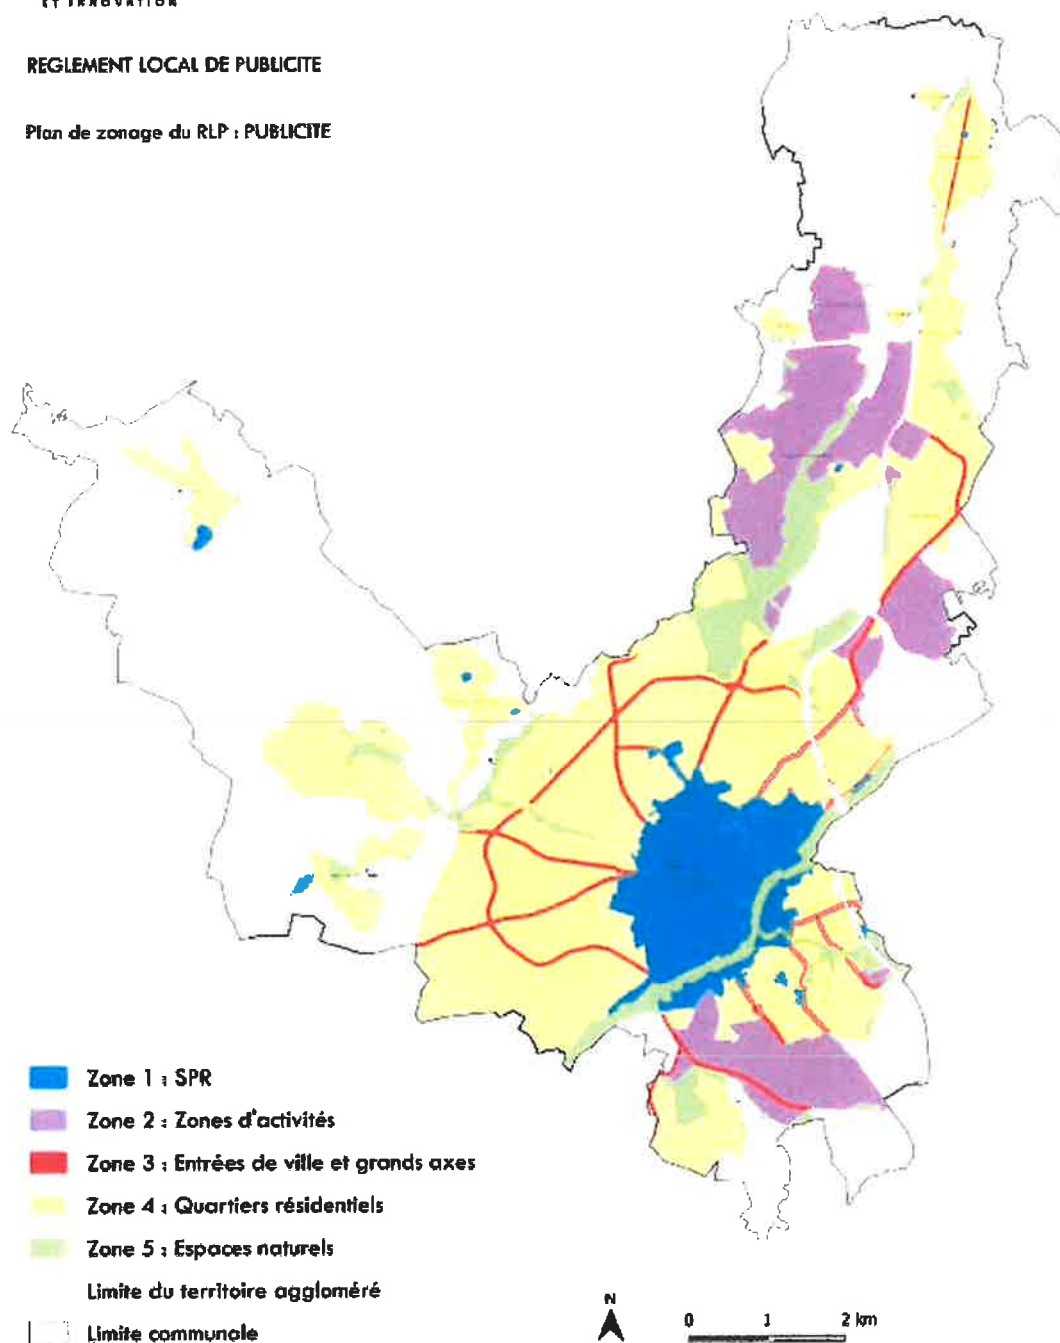 ET INNOVATION
REGLEMENT LOCAL DE PUBLICITE
Plan de zonage du RLP : PUBLICITE
Zone 1 : SPR
Zone 2 : Zones d'activités
Zone 3 : Entrées de ville et grands axes
Zone 4 : Quartiers résidentiels
Zone 5 : Espaces naturels
Limite du territoire aggloméré
Limite communale
N
0 1 2 km